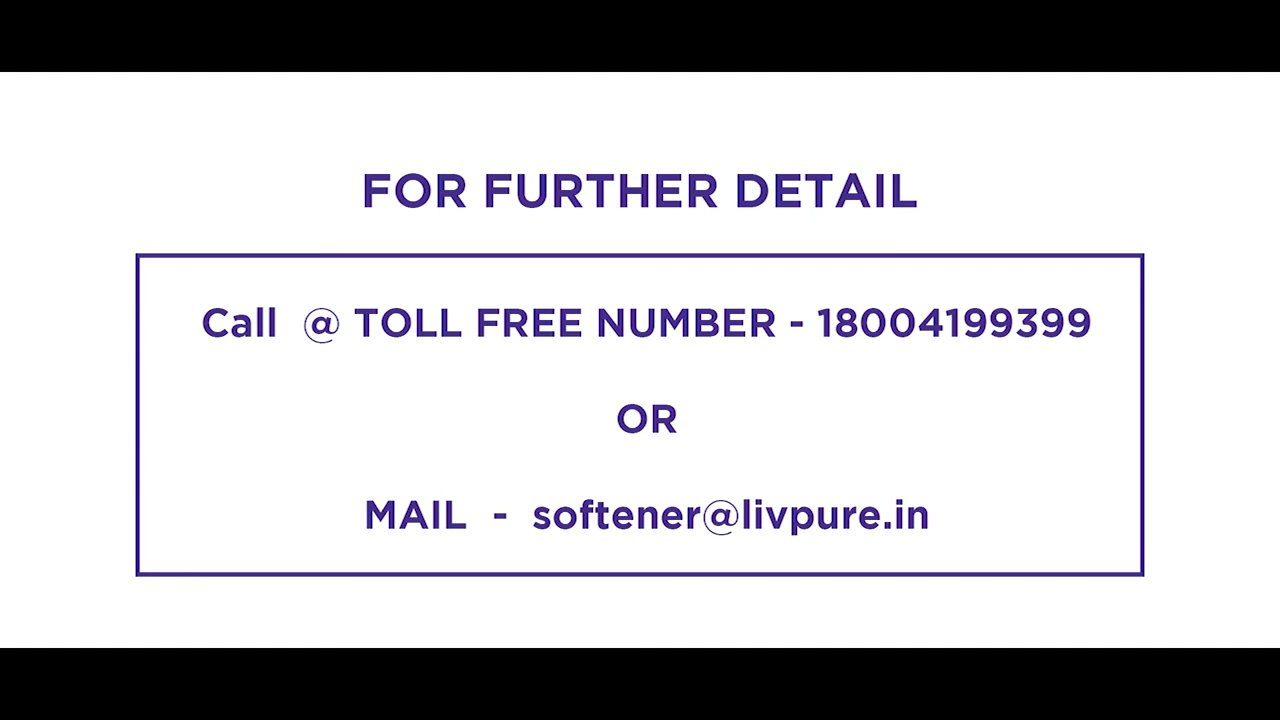 FOR FURTHER DETAIL
Call @ TOLL FREE NUMBER - 18004199399
OR
MAIL - softener@livpure.in